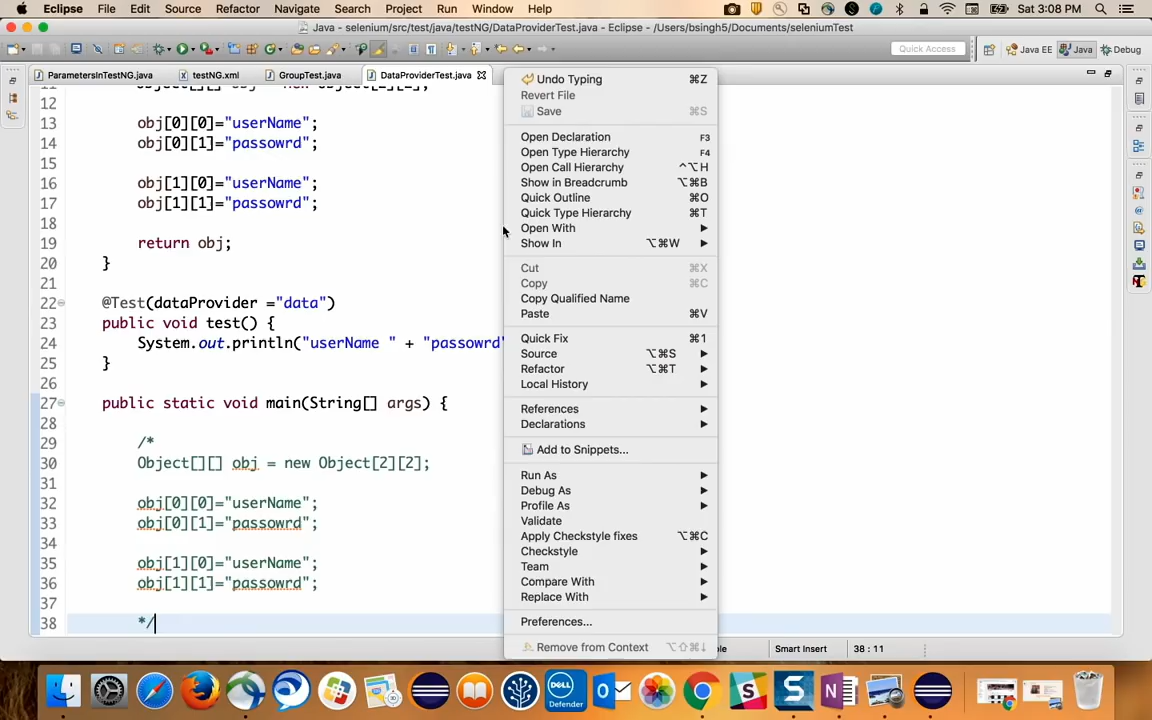 Eclipse File Edit Source Refactor Navigate Search Project Run Window Help Sat 3:08 PM
Java - selenium/src/test/java/testNG/DataProviderTest.java - Eclipse - /Users/bsingh5/Documents/seleniumTest
Quick Access Java EE Java Debug
ParametersInTestNG.java testNG.xml GroupTest.java DataProviderTest.java
11 Object[][] obj = new Object[2][2];
12
13 obj[0][0]="userName";
14 obj[0][1]="passowrd";
15
16 obj[1][0]="userName";
17 obj[1][1]="passowrd";
18
19 return obj;
20 }
21
22 @Test(dataProvider ="data")
23 public void test() {
24 System.out.println("userName " + "passowrd"
25 }
26
27 public static void main(String[] args) {
28
29 /*
30 Object[][] obj = new Object[2][2];
31
32 obj[0][0]="userName";
33 obj[0][1]="passowrd";
34
35 obj[1][0]="userName";
36 obj[1][1]="passowrd";
37
38 */
Undo Typing ⌘Z
Revert File
Save ⌘S
Open Declaration F3
Open Type Hierarchy F4
Open Call Hierarchy ^⌥H
Show in Breadcrumb ⌥⌘B
Quick Outline ⌘O
Quick Type Hierarchy ⌘T
Open With
Show In ⌥⌘W
Cut ⌘X
Copy ⌘C
Copy Qualified Name
Paste ⌘V
Quick Fix ⌘1
Source ⌥⌘S
Refactor ⌥⌘T
Local History
References
Declarations
Add to Snippets...
Run As
Debug As
Profile As
Validate
Apply Checkstyle fixes ⌥⌘C
Checkstyle
Team
Compare With
Replace With
Preferences...
Remove from Context ⌥⇧⌘↓
Smart Insert 38 : 11
DELL
Defender